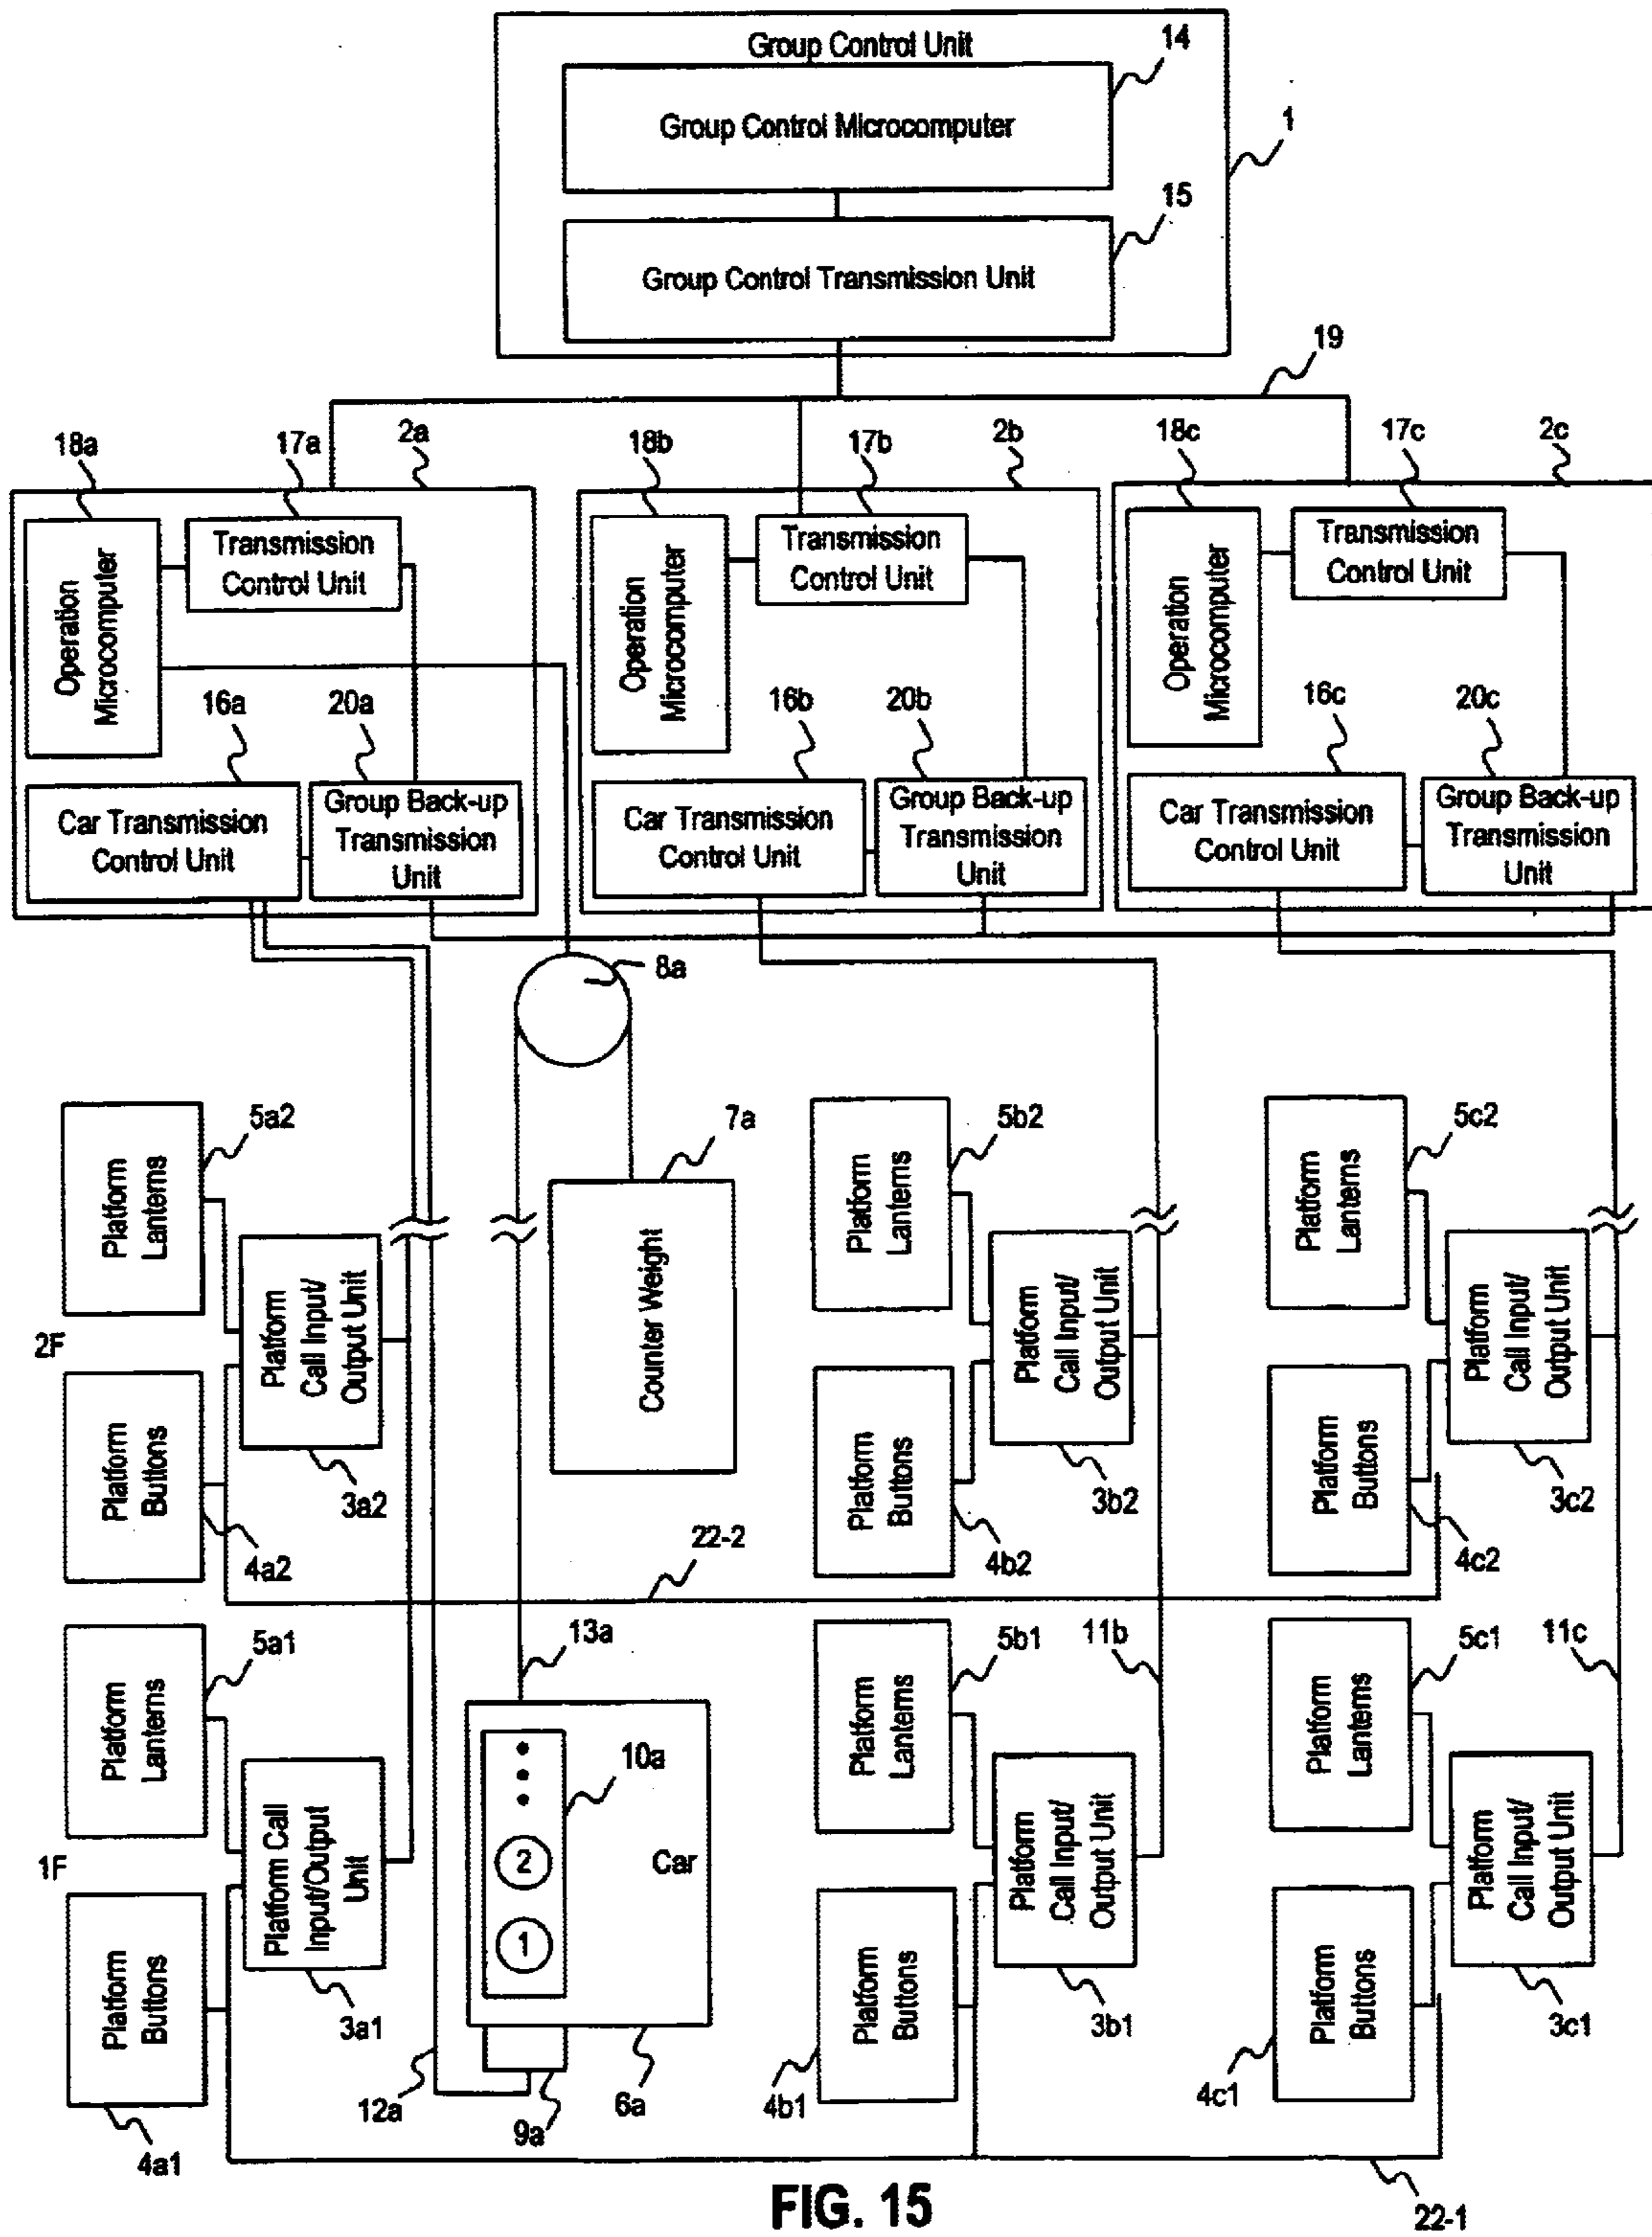 Group Control Unit
14
Group Control Microcomputer
1
15
Group Control Transmission Unit
19
18a
17a
2a
18b
17b
2b
18c
17c
2c
Operation
Microcomputer
Transmission
Control Unit
Operation
Microcomputer
Transmission
Control Unit
Operation
Microcomputer
Transmission
Control Unit
16a
20a
16b
20b
16c
20c
Car Transmission
Control Unit
Group Back-up
Transmission
Unit
Car Transmission
Control Unit
Group Back-up
Transmission
Unit
Car Transmission
Control Unit
Group Back-up
Transmission
Unit
8a
5a2
7a
5b2
5c2
Platform
Lanterns
Platform
Lanterns
Platform
Lanterns
2F
Platform
Call Input/
Output Unit
Counter Weight
Platform
Call Input/
Output Unit
Platform
Call Input/
Output Unit
Platform
Buttons
Platform
Buttons
Platform
Buttons
3a2
3b2
3c2
4a2
22-2
4b2
4c2
5a1
13a
5b1
11b
5c1
11c
Platform
Lanterns
Platform
Lanterns
Platform
Lanterns
10a
1F
Platform Call
Input/Output
Unit
2
Car
1
Platform
Call Input/
Output Unit
Platform
Call Input/
Output Unit
Platform
Buttons
Platform
Buttons
Platform
Buttons
3a1
3b1
3c1
12a
9a
6a
4b1
4c1
4a1
FIG. 15
22-1